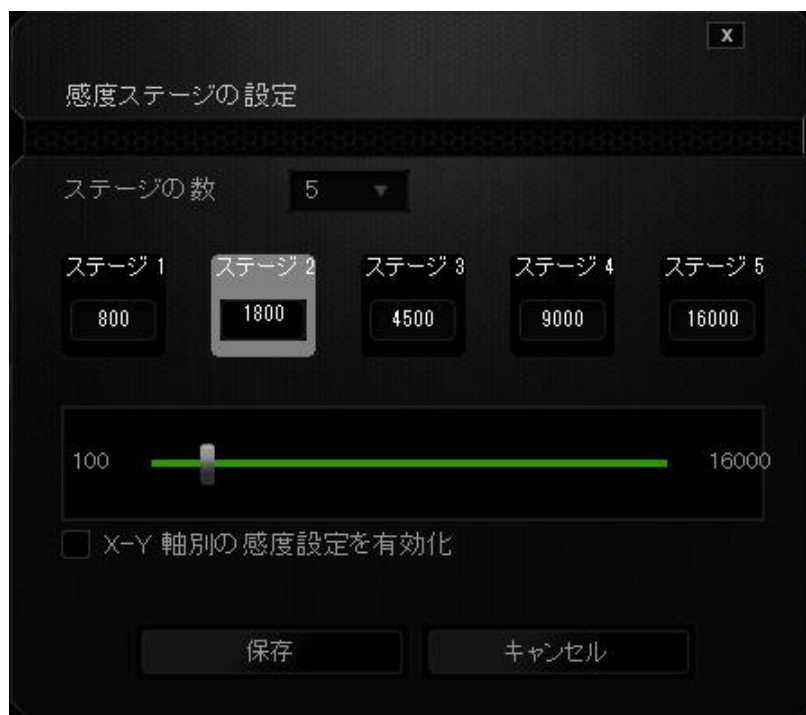 X
感度ステージの設定
ステージの数 5
ステージ 1 ステージ 2 ステージ 3 ステージ 4 ステージ 5
800 1800 4500 9000 16000
100 16000
X-Y 軸別の感度設定を有効化
保存 キャンセル